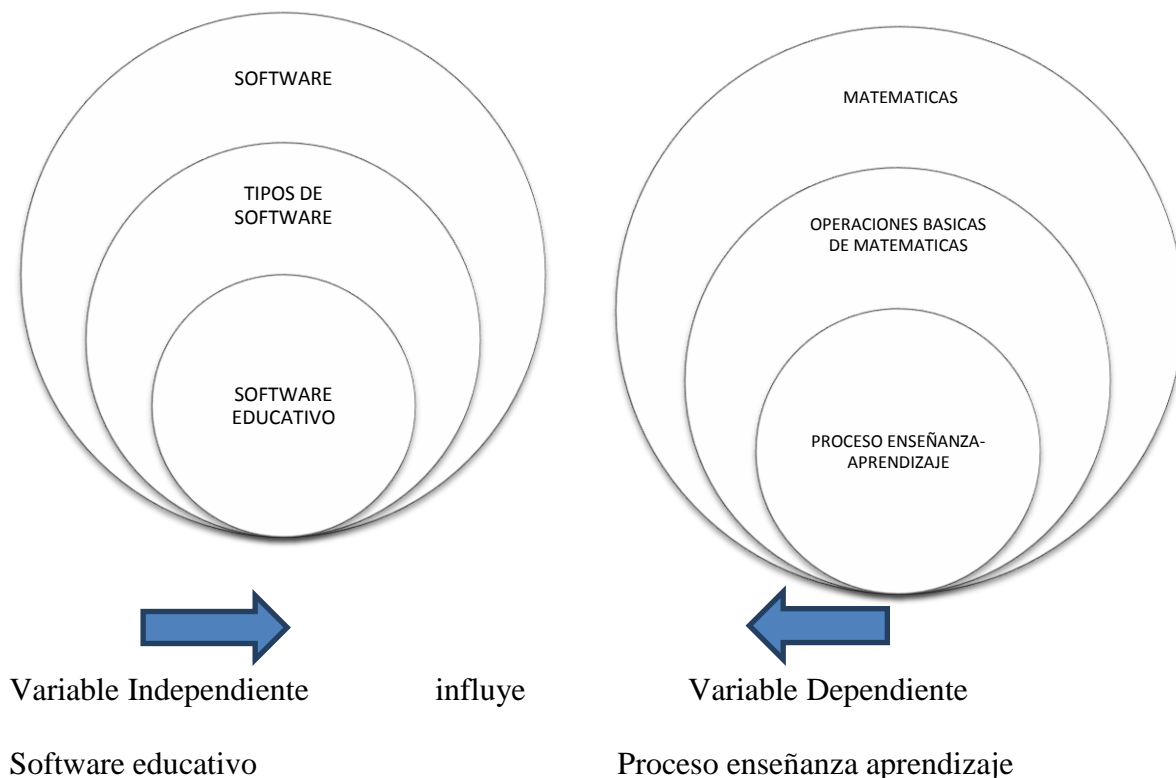 SOFTWARE
TIPOS DE
SOFTWARE
SOFTWARE
EDUCATIVO
MATEMATICAS
OPERACIONES BASICAS
DE MATEMATICAS
PROCESO ENSEÑANZA-
APRENDIZAJE
Variable Independiente influye Variable Dependiente
Software educativo Proceso enseñanza aprendizaje